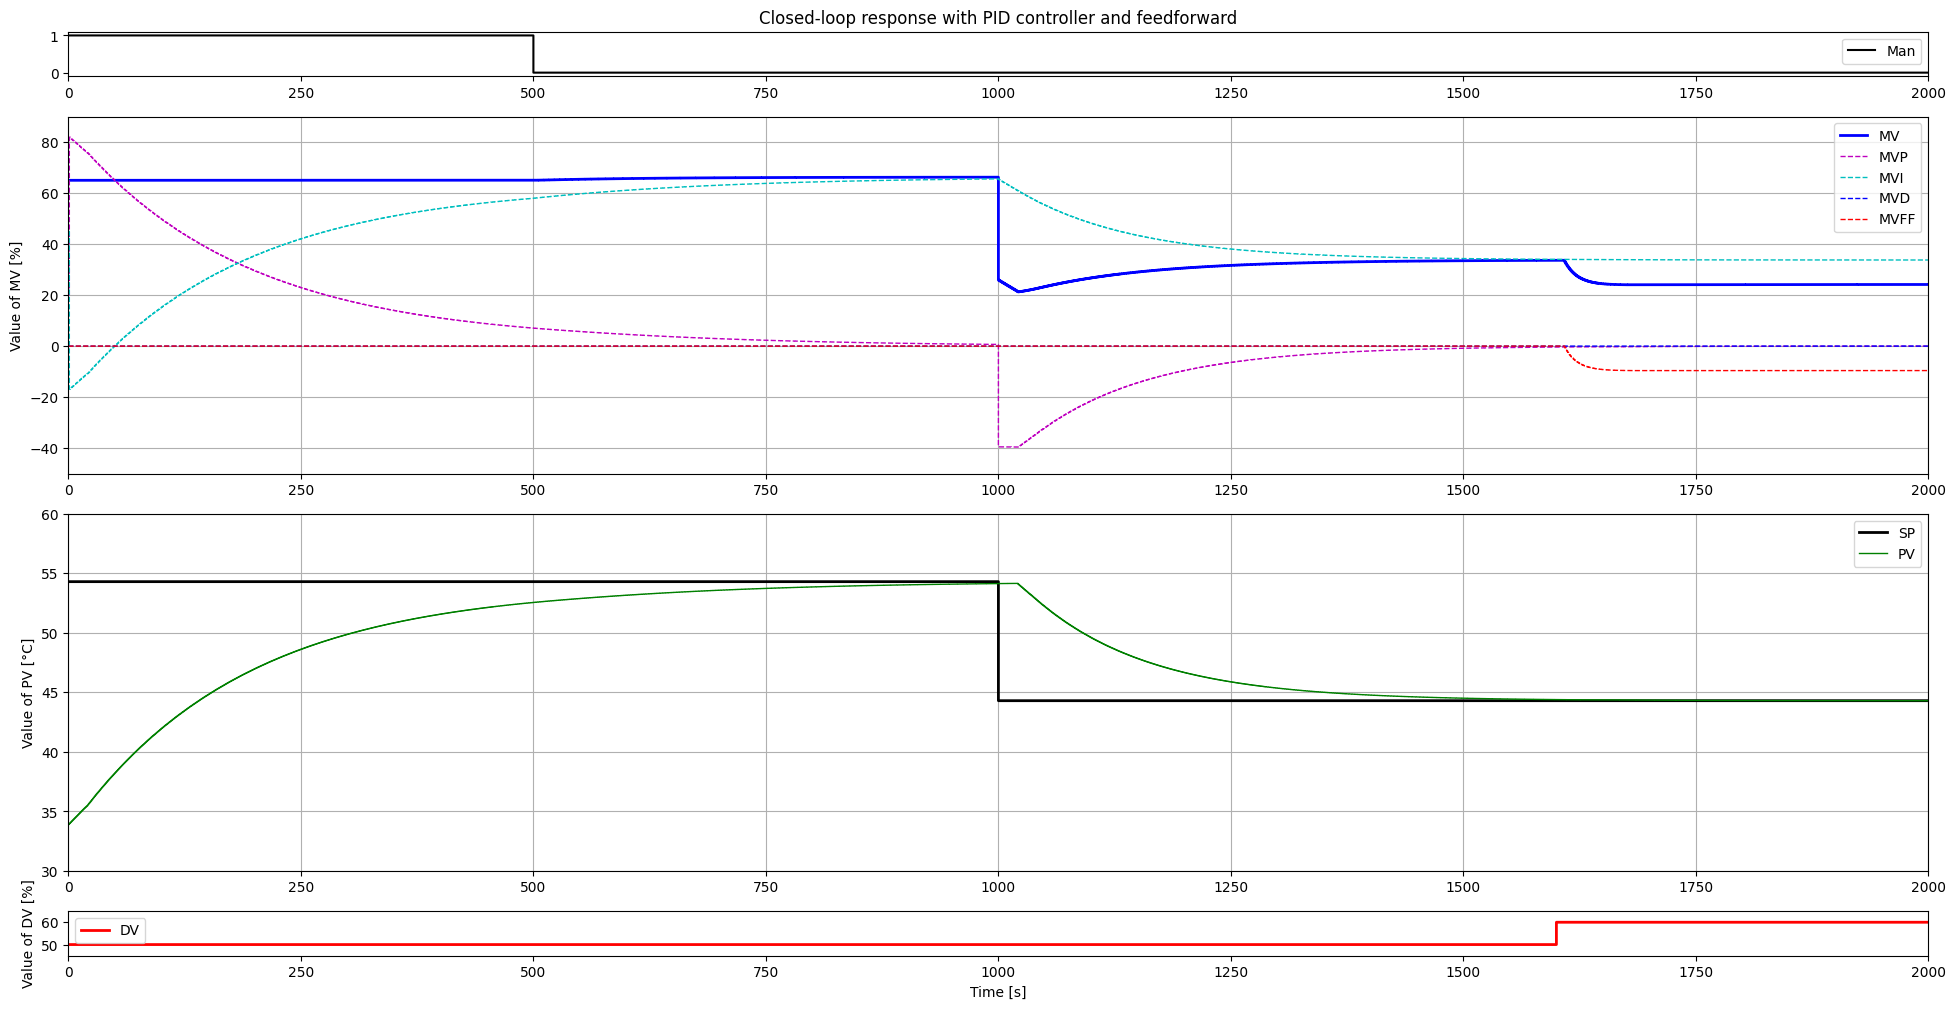 Closed-loop response with PID controller and feedforward
1
0
Man
0 250 500 750 1000 1250 1500 1750 2000
Value of MV [%]
80
60
40
20
0
−20
−40
MV
MVP
MVI
MVD
MVFF
0 250 500 750 1000 1250 1500 1750 2000
Value of PV [°C]
60
55
50
45
40
35
30
SP
PV
0 250 500 750 1000 1250 1500 1750 2000
Value of DV [%]
60
50
DV
0 250 500 750 1000 1250 1500 1750 2000
Time [s]